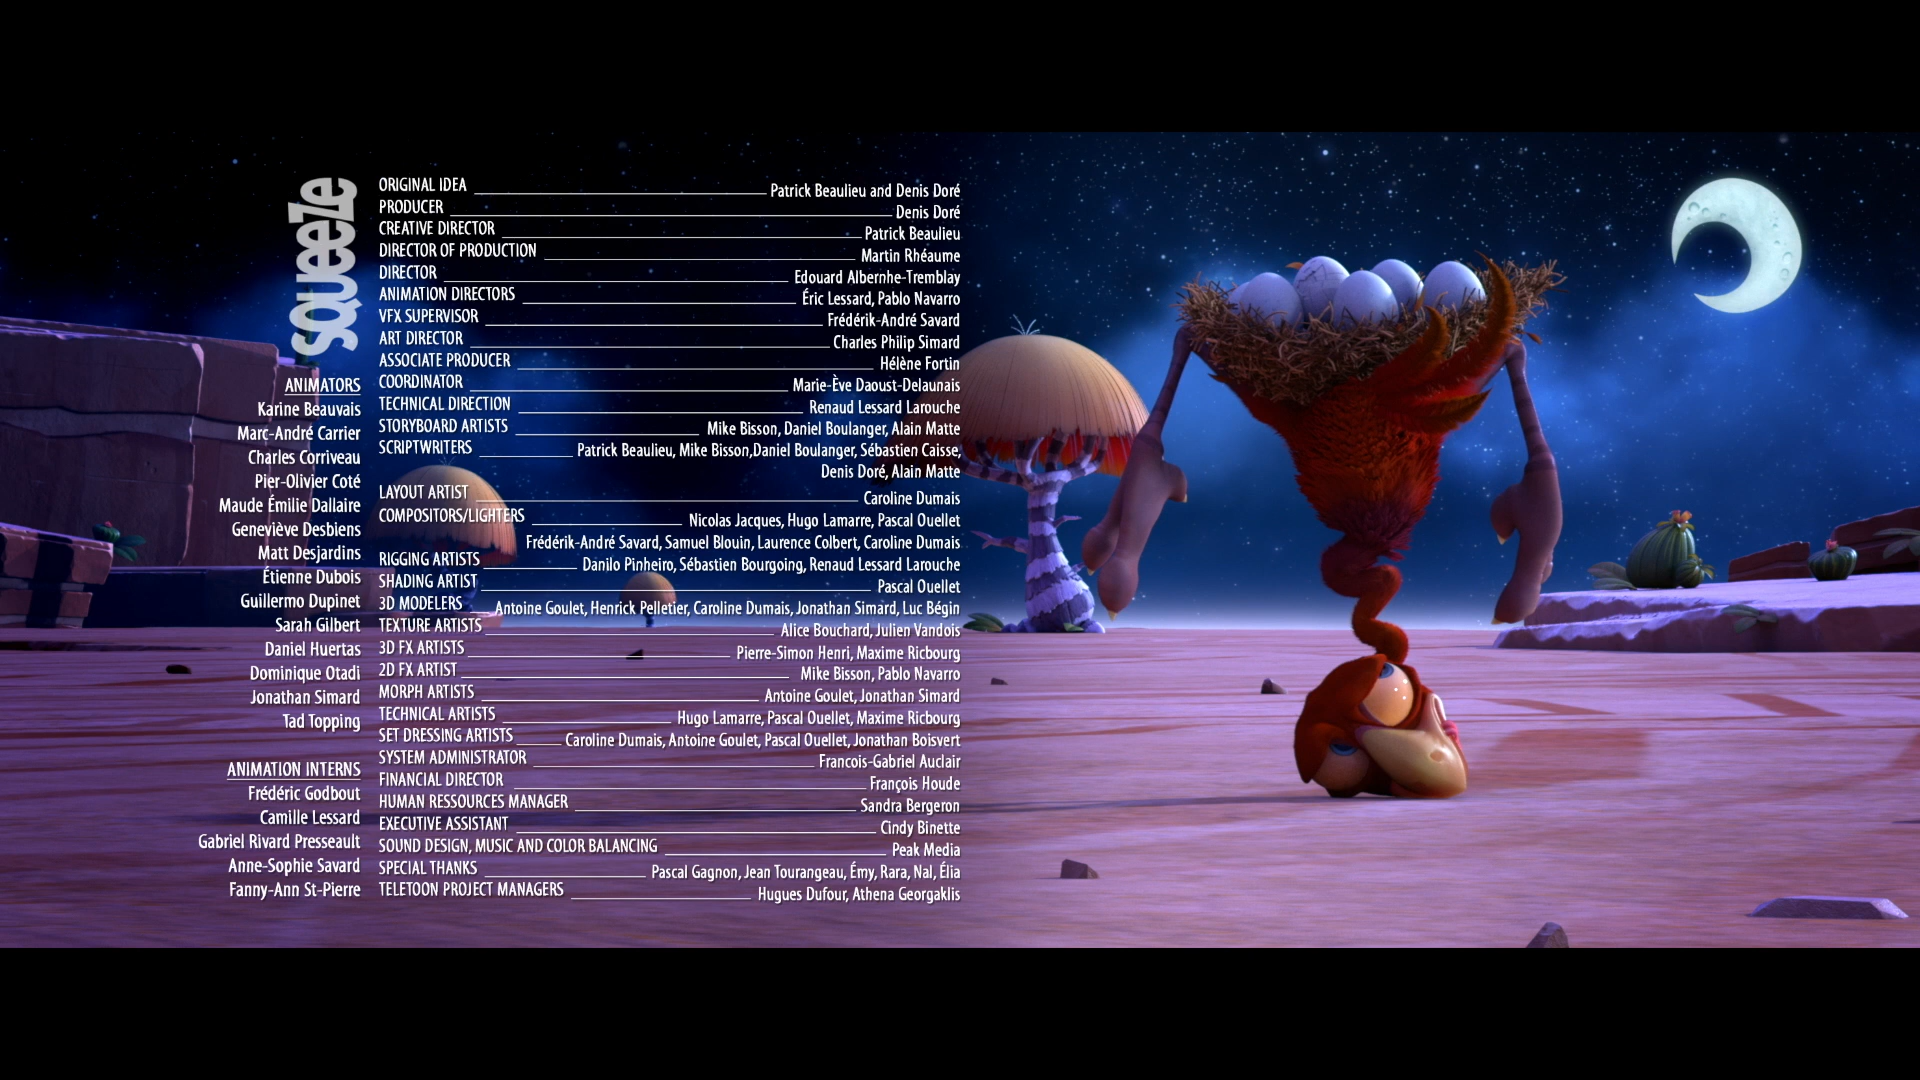 squeeze
ANIMATORS
Karine Beauvais
Marc-André Carrier
Charles Corriveau
Pier-Olivier Coté
Maude Émilie Dallaire
Geneviève Desbiens
Matt Desjardins
Étienne Dubois
Guillermo Dupinet
Sarah Gilbert
Daniel Huertas
Dominique Otadi
Jonathan Simard
Tad Topping
ANIMATION INTERNS
Frédéric Godbout
Camille Lessard
Gabriel Rivard Presseault
Anne-Sophie Savard
Fanny-Ann St-Pierre
ORIGINAL IDEA Patrick Beaulieu and Denis Doré
PRODUCER Denis Doré
CREATIVE DIRECTOR Patrick Beaulieu
DIRECTOR OF PRODUCTION Martin Rhéaume
DIRECTOR Edouard Albernhe-Tremblay
ANIMATION DIRECTORS Éric Lessard, Pablo Navarro
VFX SUPERVISOR Frédérik-André Savard
ART DIRECTOR Charles Philip Simard
ASSOCIATE PRODUCER Hélène Fortin
COORDINATOR Marie-Ève Daoust-Delaunais
TECHNICAL DIRECTION Renaud Lessard Larouche
STORYBOARD ARTISTS Mike Bisson, Daniel Boulanger, Alain Matte
SCRIPTWRITERS Patrick Beaulieu, Mike Bisson,Daniel Boulanger, Sébastien Caisse,
Denis Doré, Alain Matte
LAYOUT ARTIST Caroline Dumais
COMPOSITORS/LIGHTERS Nicolas Jacques, Hugo Lamarre, Pascal Ouellet
Frédérik-André Savard, Samuel Blouin, Laurence Colbert, Caroline Dumais
RIGGING ARTISTS Danilo Pinheiro, Sébastien Bourgoing, Renaud Lessard Larouche
SHADING ARTIST Pascal Ouellet
3D MODELERS Antoine Goulet, Henrick Pelletier, Caroline Dumais, Jonathan Simard, Luc Bégin
TEXTURE ARTISTS Alice Bouchard, Julien Vandois
3D FX ARTISTS Pierre-Simon Henri, Maxime Ricbourg
2D FX ARTIST Mike Bisson, Pablo Navarro
MORPH ARTISTS Antoine Goulet, Jonathan Simard
TECHNICAL ARTISTS Hugo Lamarre, Pascal Ouellet, Maxime Ricbourg
SET DRESSING ARTISTS Caroline Dumais, Antoine Goulet, Pascal Ouellet, Jonathan Boisvert
SYSTEM ADMINISTRATOR Francois-Gabriel Auclair
FINANCIAL DIRECTOR François Houde
HUMAN RESSOURCES MANAGER Sandra Bergeron
EXECUTIVE ASSISTANT Cindy Binette
SOUND DESIGN, MUSIC AND COLOR BALANCING Peak Media
SPECIAL THANKS Pascal Gagnon, Jean Tourangeau, Émy, Rara, Nal, Élia
TELETOON PROJECT MANAGERS Hugues Dufour, Athena Georgaklis